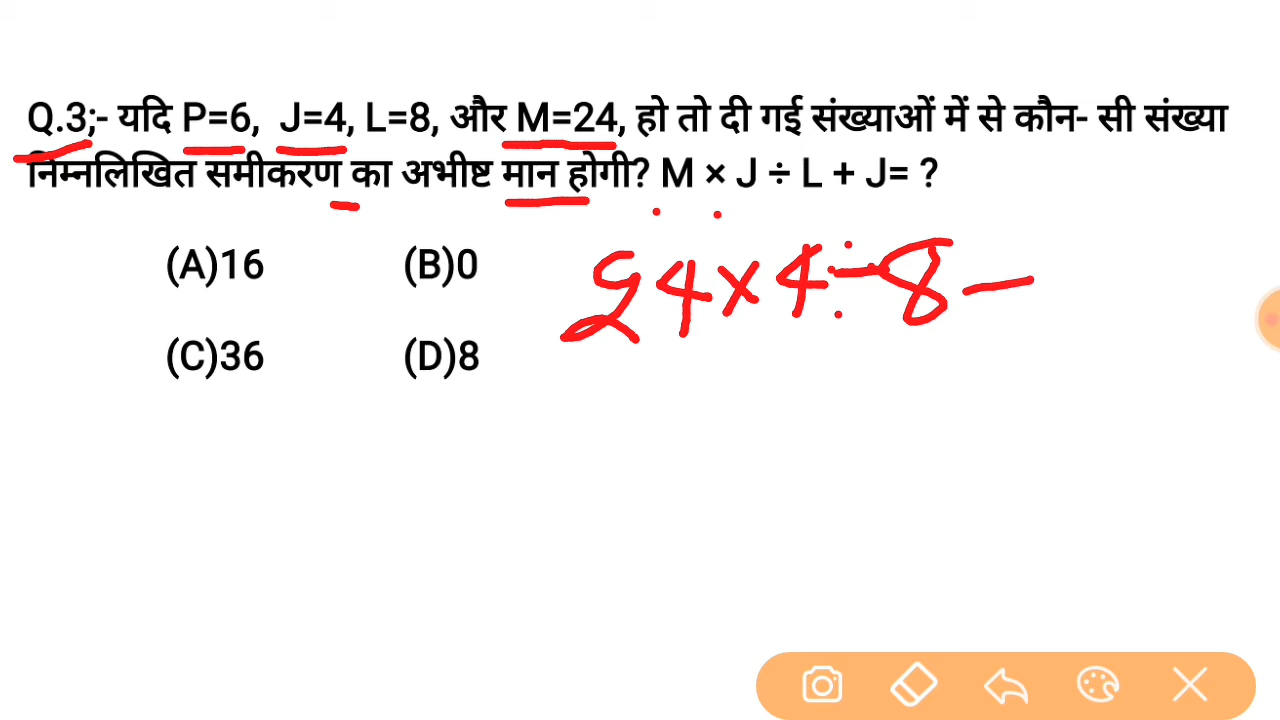 Q.3;- यदि P=6, J=4, L=8, और M=24, हो तो दी गई संख्याओं में से कौन- सी संख्या
निम्नलिखित समीकरण का अभीष्ट मान होगी? M × J ÷ L + J= ?
(A)16 (B)0
24×4÷8–
(C)36 (D)8